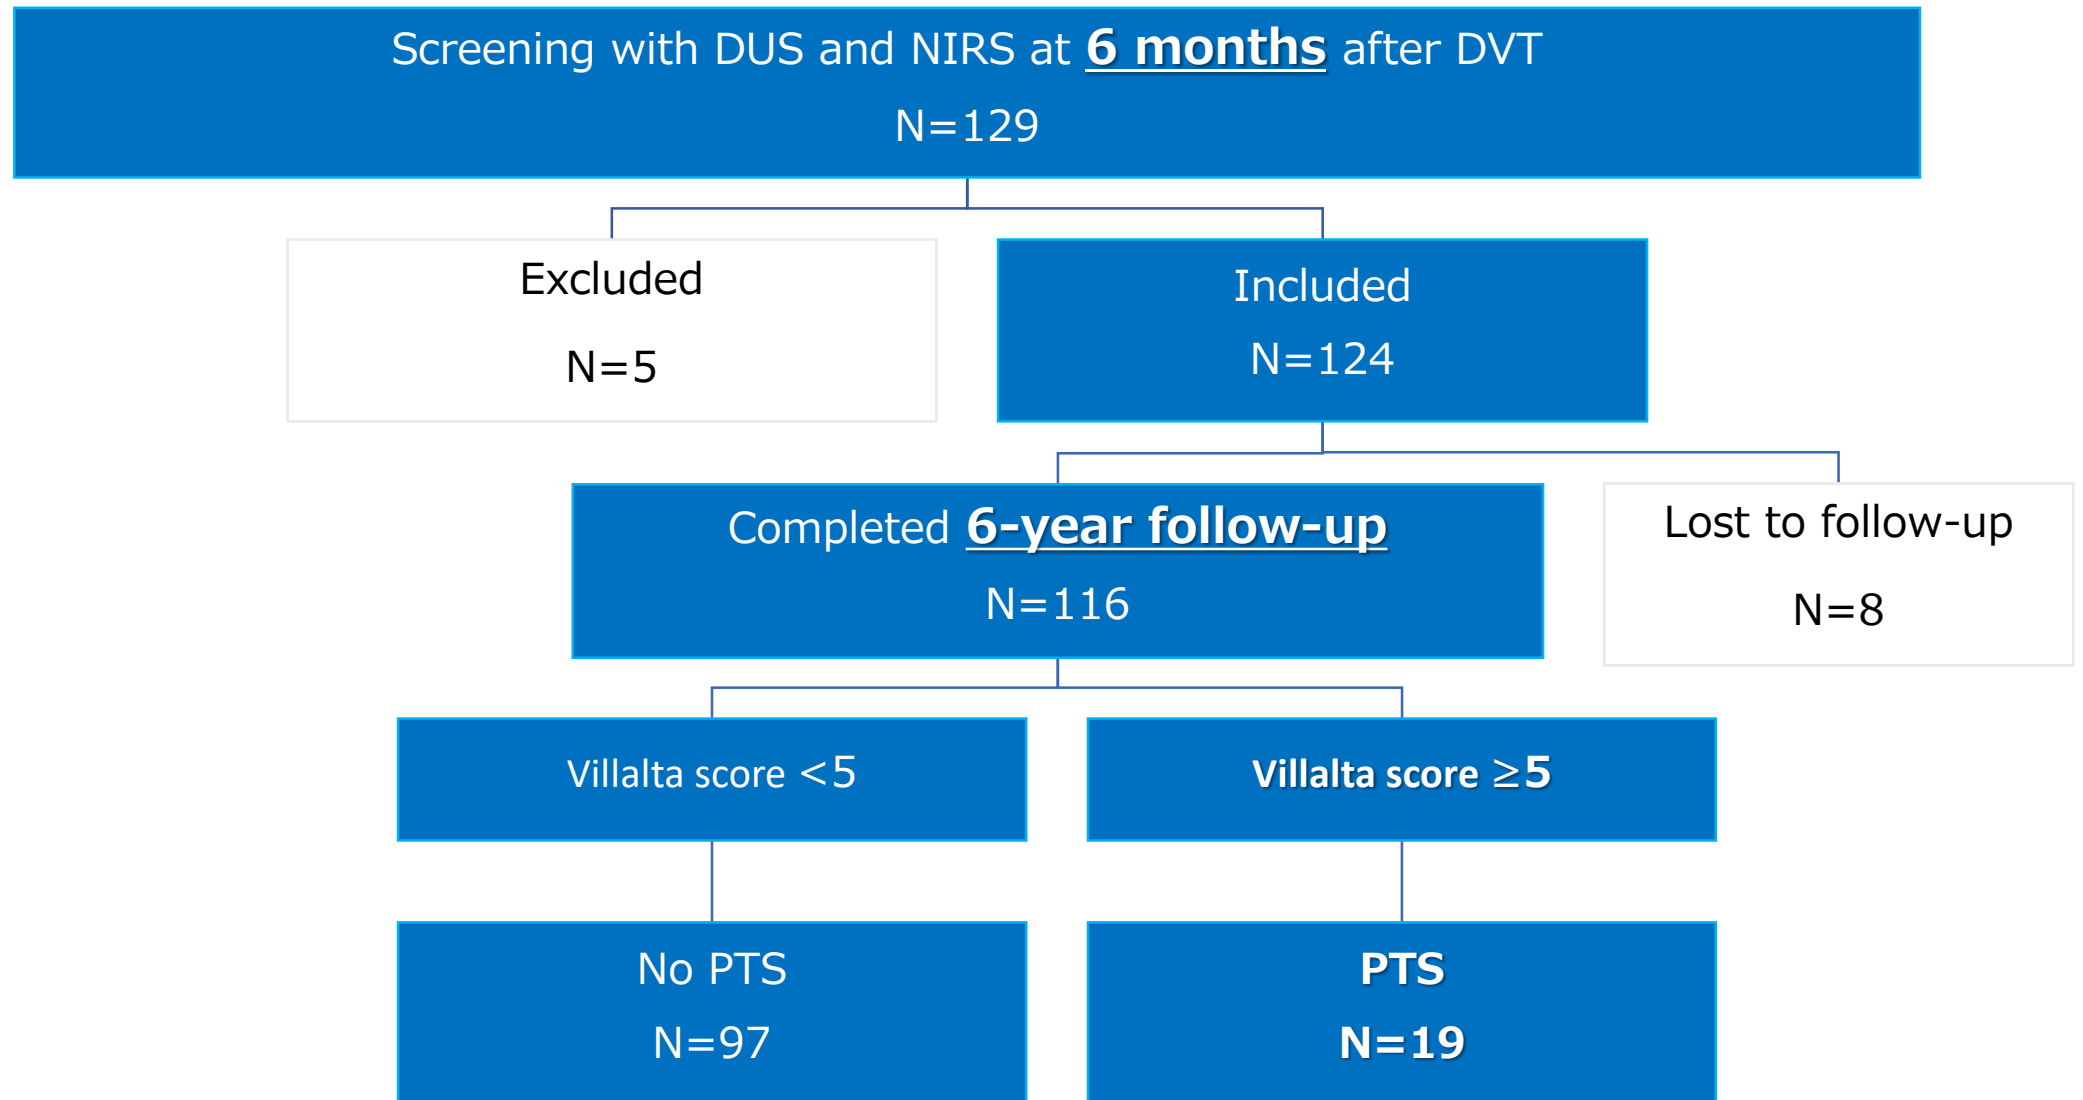 Screening with DUS and NIRS at 6 months after DVT
N=129
Excluded
N=5
Included
N=124
Completed 6-year follow-up
N=116
Lost to follow-up
N=8
Villalta score <5
Villalta score ≥5
No PTS
N=97
PTS
N=19